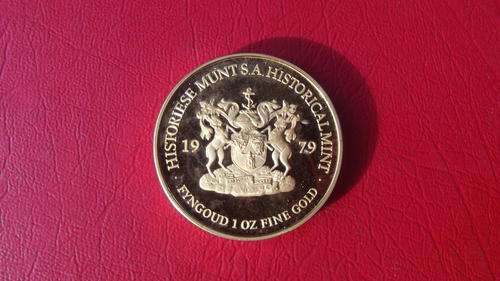 HISTORIESE MUNT S.A. HISTORICAL MINT
19 79
· FYNGOUD 1 OZ FINE GOLD ·